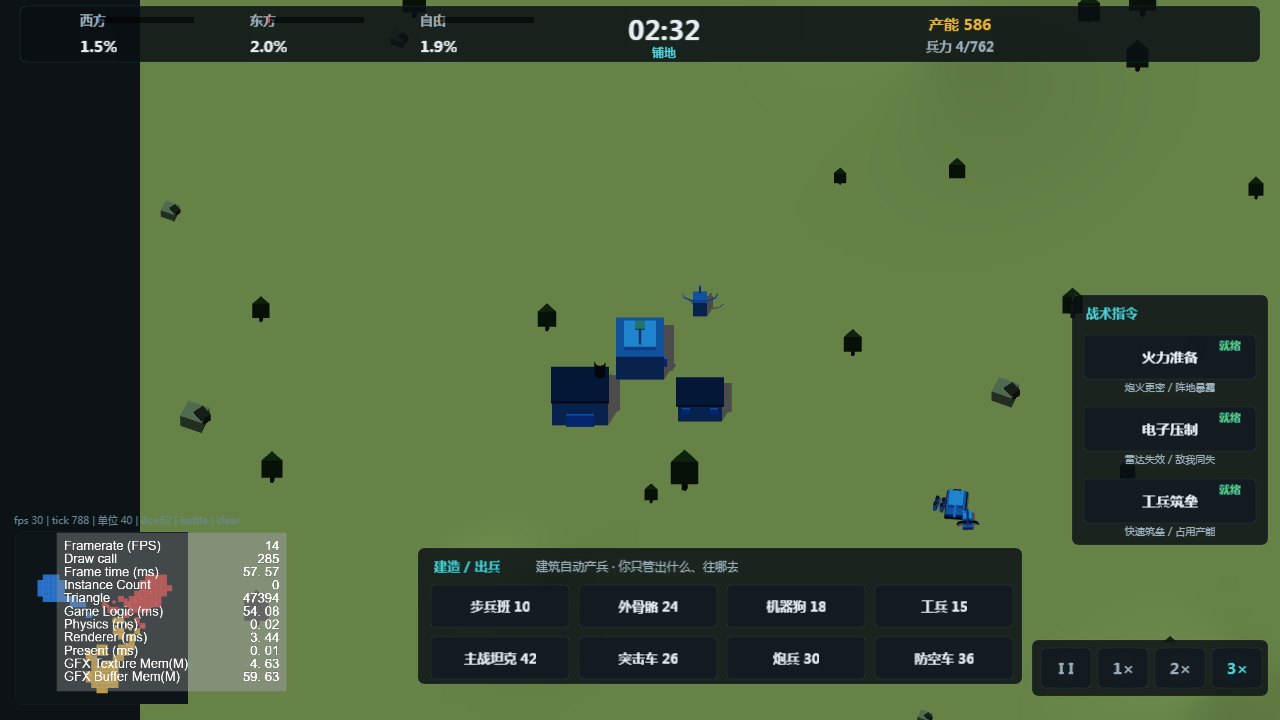 西方
东方
自由
02:32
产能 586
1.5%
2.0%
1.9%
铺地
兵力 4/762
战术指令
火力准备
就绪
炮火更密 / 阵地暴露
电子压制
就绪
雷达失效 / 敌我同失
工兵筑垒
就绪
快速筑垒 / 占用产能
fps 30 | tick 788 | 单位 40 | dcw52 | battle | clear
Framerate (FPS) 14
Draw call 285
Frame time (ms) 57.57
Instance Count 0
Triangle 47394
Game Logic (ms) 54.08
Physics (ms) 0.02
Renderer (ms) 3.44
Present (ms) 0.01
GFX Texture Mem(M) 4.63
GFX Buffer Mem(M) 59.63
建造 / 出兵
建筑自动产兵 · 你只管出什么、往哪去
步兵班 10
外骨骼 24
机器狗 18
工兵 15
主战坦克 42
突击车 26
炮兵 30
防空车 36
II
1×
2×
3×